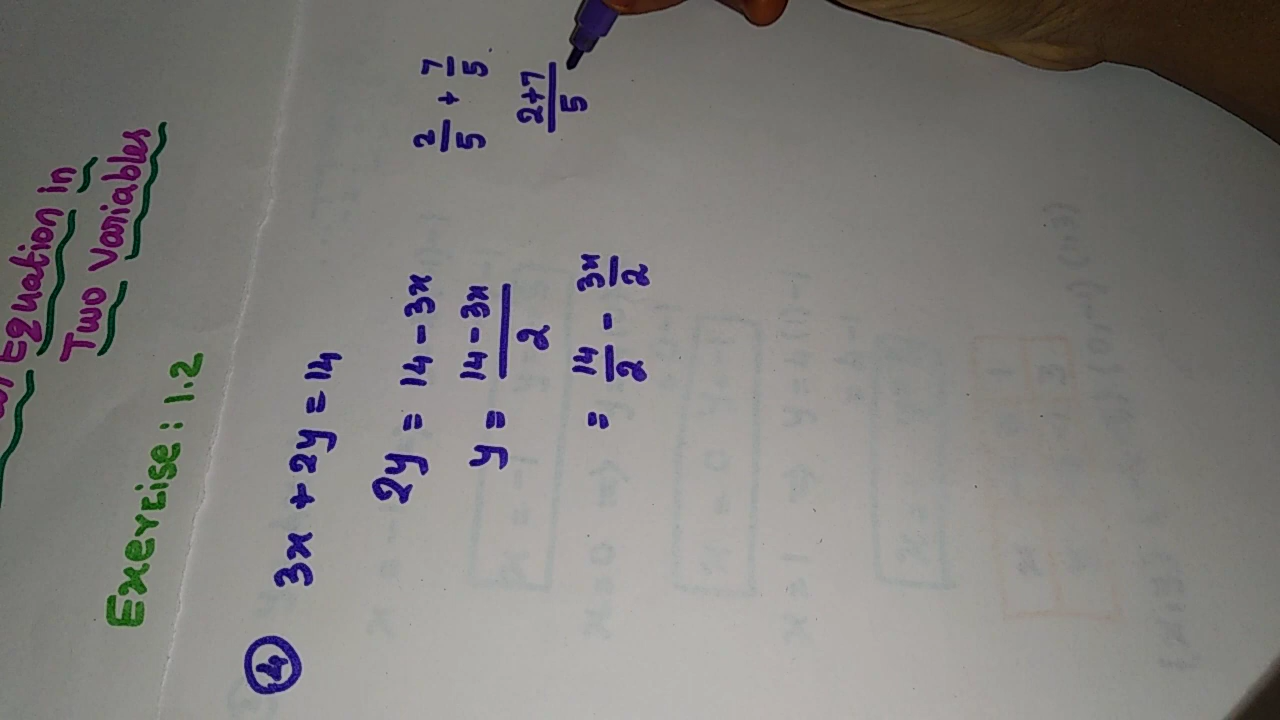 Equation in
Two Variables
Exercise: 1.2
4 3x + 2y = 14
2y = 14 - 3x
y = (14 - 3x)/2
= 14/2 - 3x/2
2/5 + 7/5
(2+7)/5